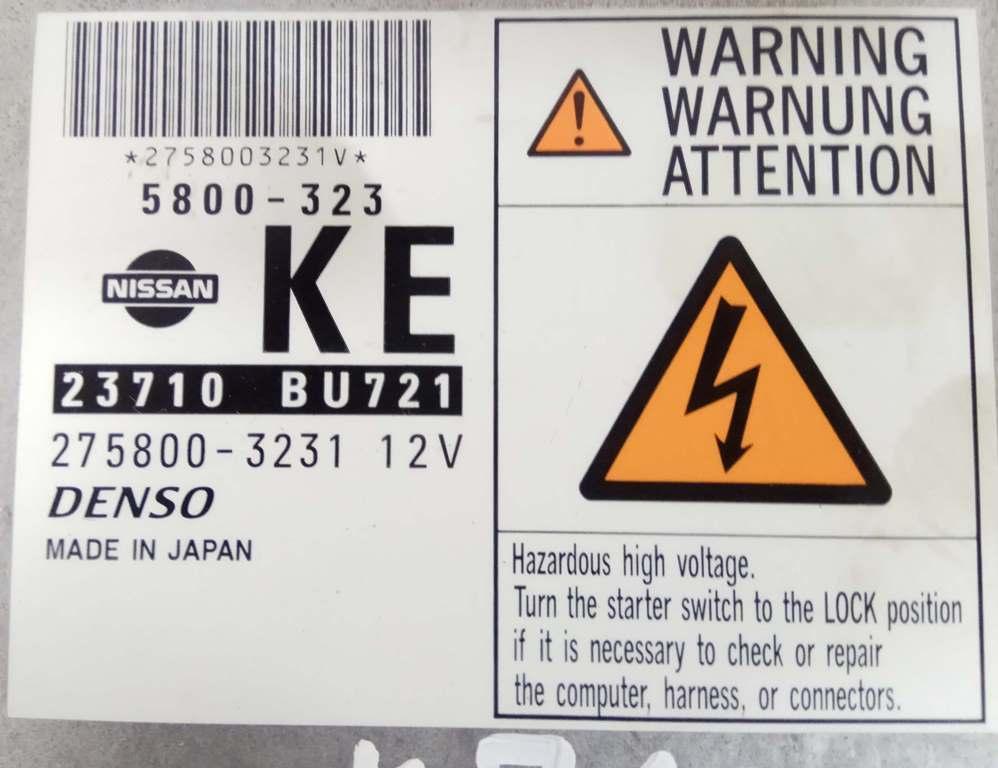 *2758003231V*
5800-323
NISSAN
KE
23710 BU721
275800-3231 12V
DENSO
MADE IN JAPAN
WARNING
WARNUNG
ATTENTION
Hazardous high voltage.
Turn the starter switch to the LOCK position
if it is necessary to check or repair
the computer, harness, or connectors.